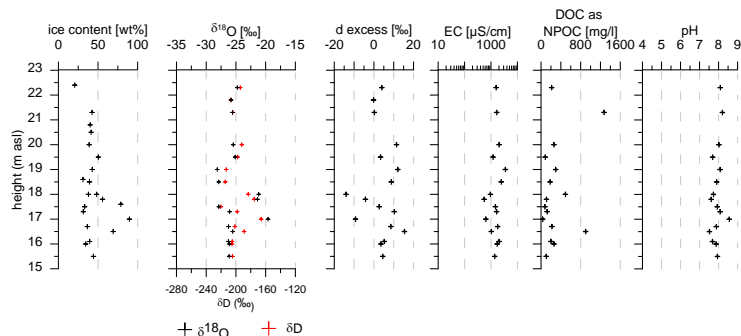 DOC as
ice content [wt%] δ¹⁸O [‰] d excess [‰] EC [µS/cm] NPOC [mg/l] pH
0 50 100 -35 -25 -15 -20 0 20 10 1000 0 800 1600 4 5 6 7 8 9
23
22
21
20
19
18
17
16
15
height (m asl)
-280 -240 -200 -160 -120
δD (‰)
δ¹⁸O δD